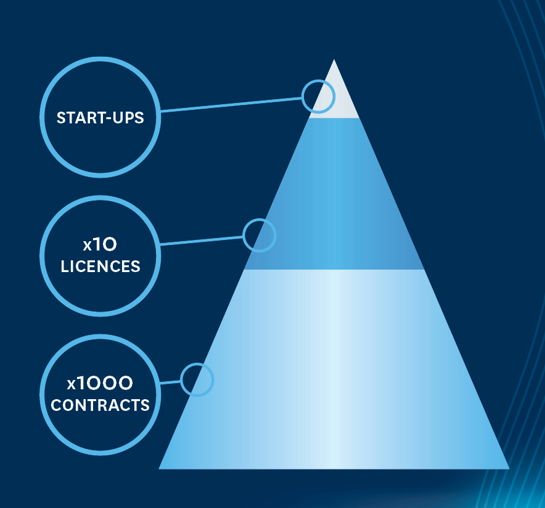 START-UPS
x10
LICENCES
x1000
CONTRACTS